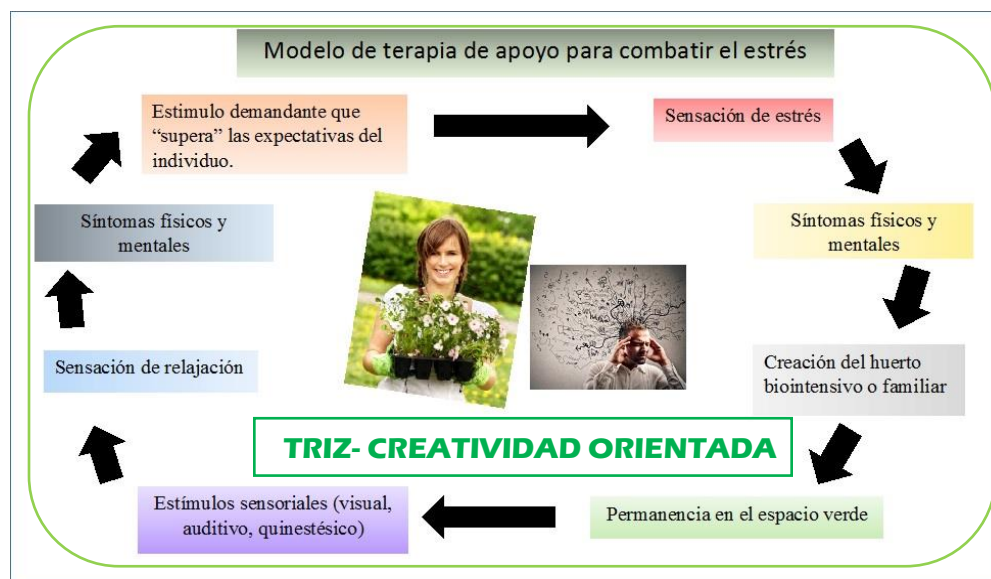 Modelo de terapia de apoyo para combatir el estrés
Estimulo demandante que
“supera” las expectativas del
individuo.
Sensación de estrés
Síntomas físicos y
mentales
Síntomas físicos y
mentales
Sensación de relajación
Creación del huerto
biointensivo o familiar
TRIZ- CREATIVIDAD ORIENTADA
Estímulos sensoriales (visual,
auditivo, quinestésico)
Permanencia en el espacio verde